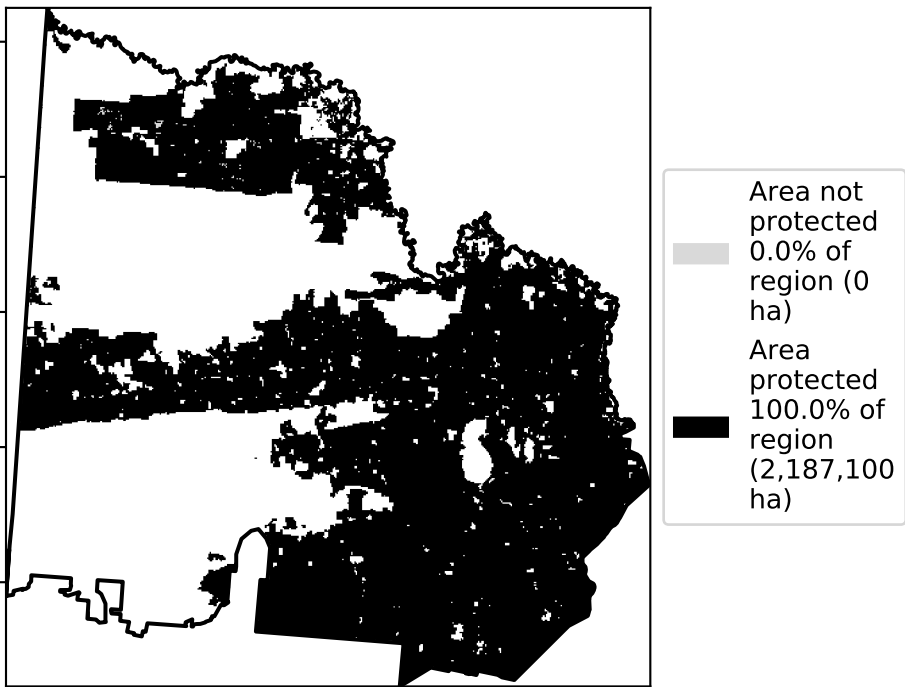 Area not
protected
0.0% of
region (0
ha)
Area
protected
100.0% of
region
(2,187,100
ha)